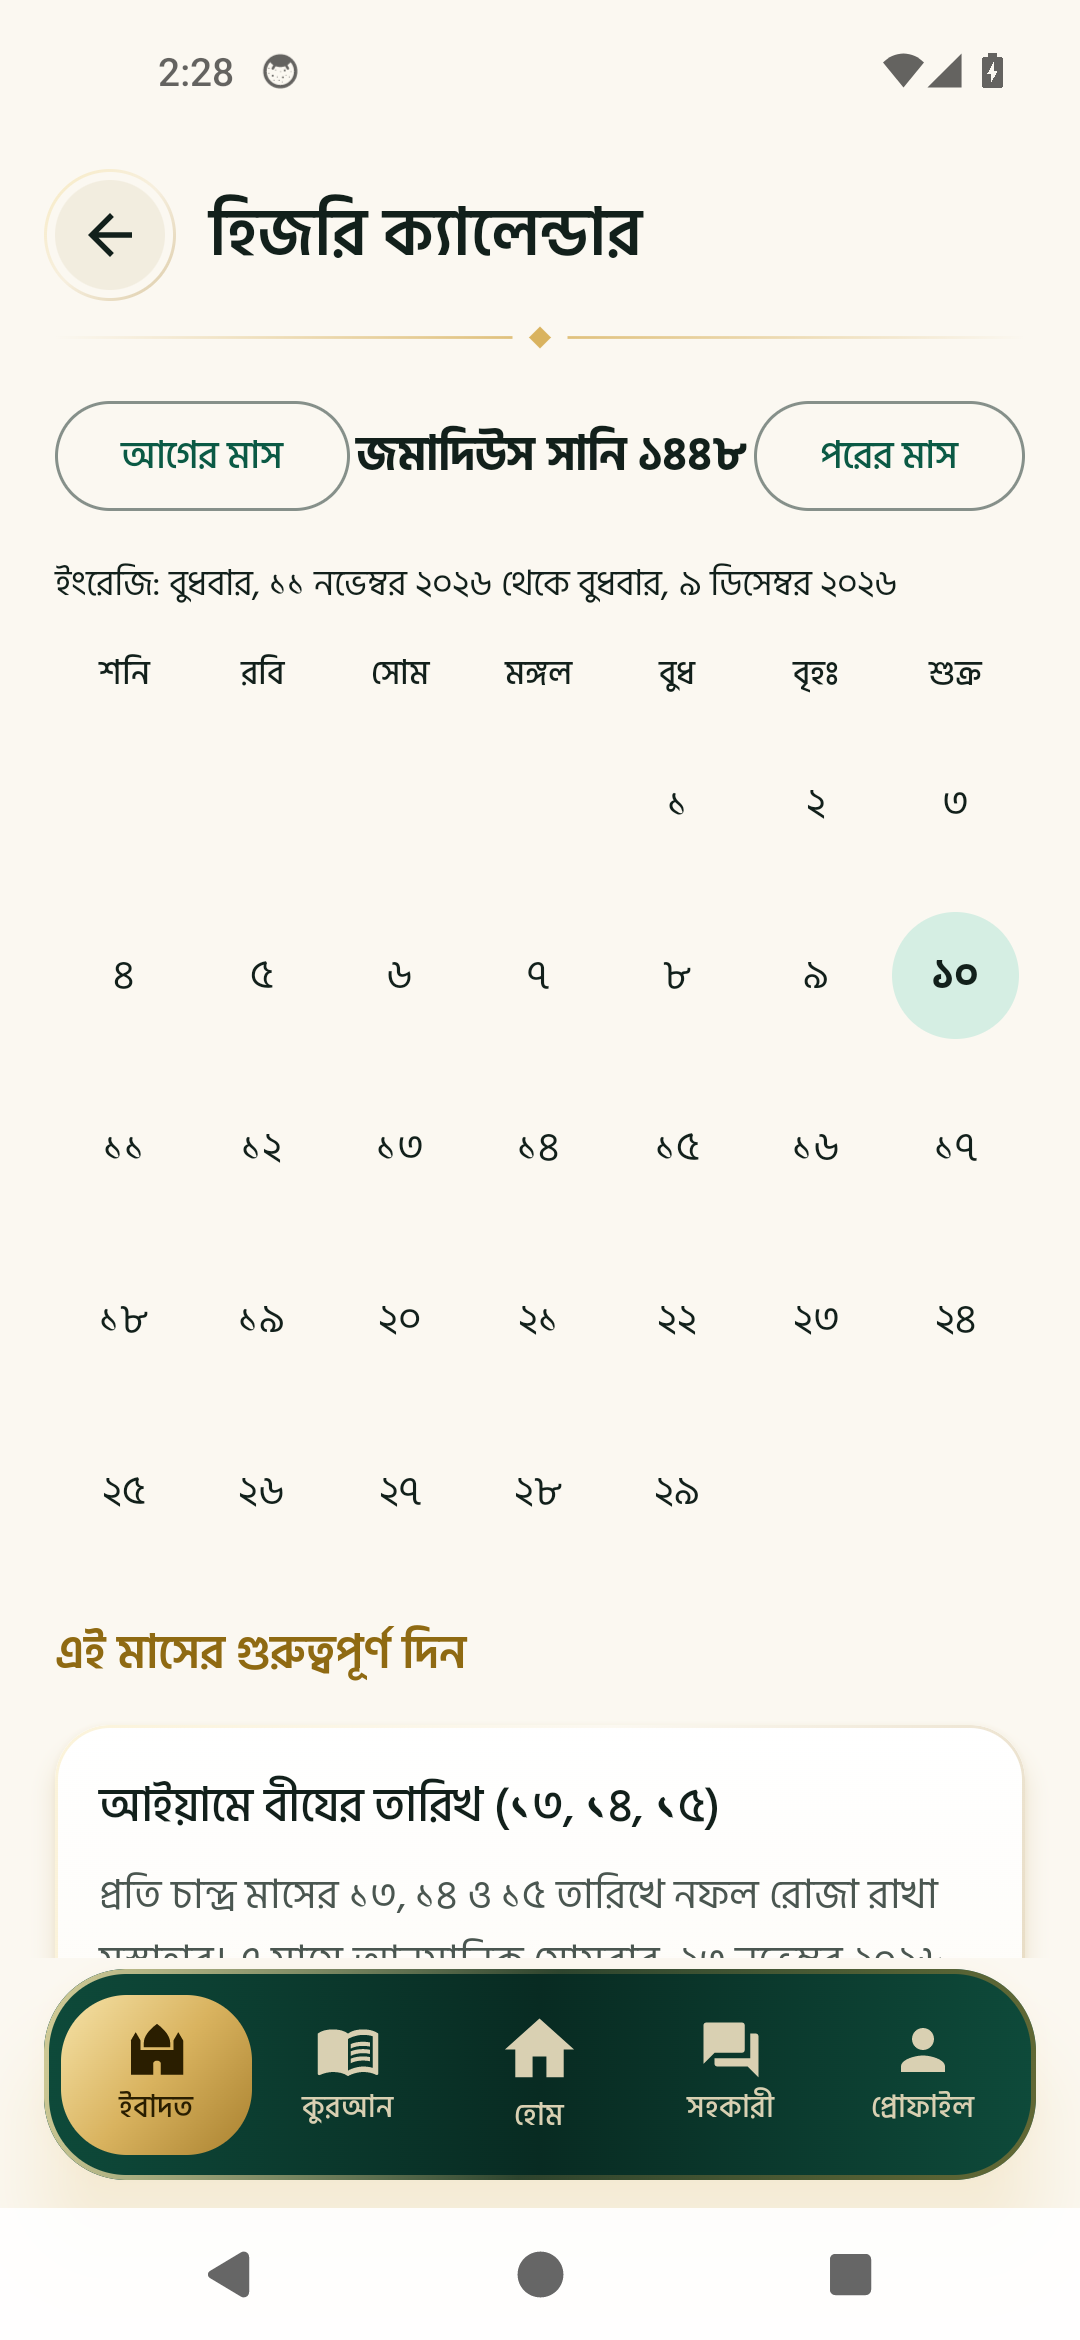 2:28
হিজরি ক্যালেন্ডার
আগের মাস জমাদিউস সানি ১৪৪৮ পরের মাস
ইংরেজি: বুধবার, ১১ নভেম্বর ২০২৬ থেকে বুধবার, ৯ ডিসেম্বর ২০২৬
শনি রবি সোম মঙ্গল বুধ বৃহঃ শুক্র
১ ২ ৩
৪ ৫ ৬ ৭ ৮ ৯ ১০
১১ ১২ ১৩ ১৪ ১৫ ১৬ ১৭
১৮ ১৯ ২০ ২১ ২২ ২৩ ২৪
২৫ ২৬ ২৭ ২৮ ২৯
এই মাসের গুরুত্বপূর্ণ দিন
আইয়ামে বীযের তারিখ (১৩, ১৪, ১৫)
প্রতি চান্দ্র মাসের ১৩, ১৪ ও ১৫ তারিখে নফল রোজা রাখা
ইবাদত কুরআন হোম সহকারী প্রোফাইল